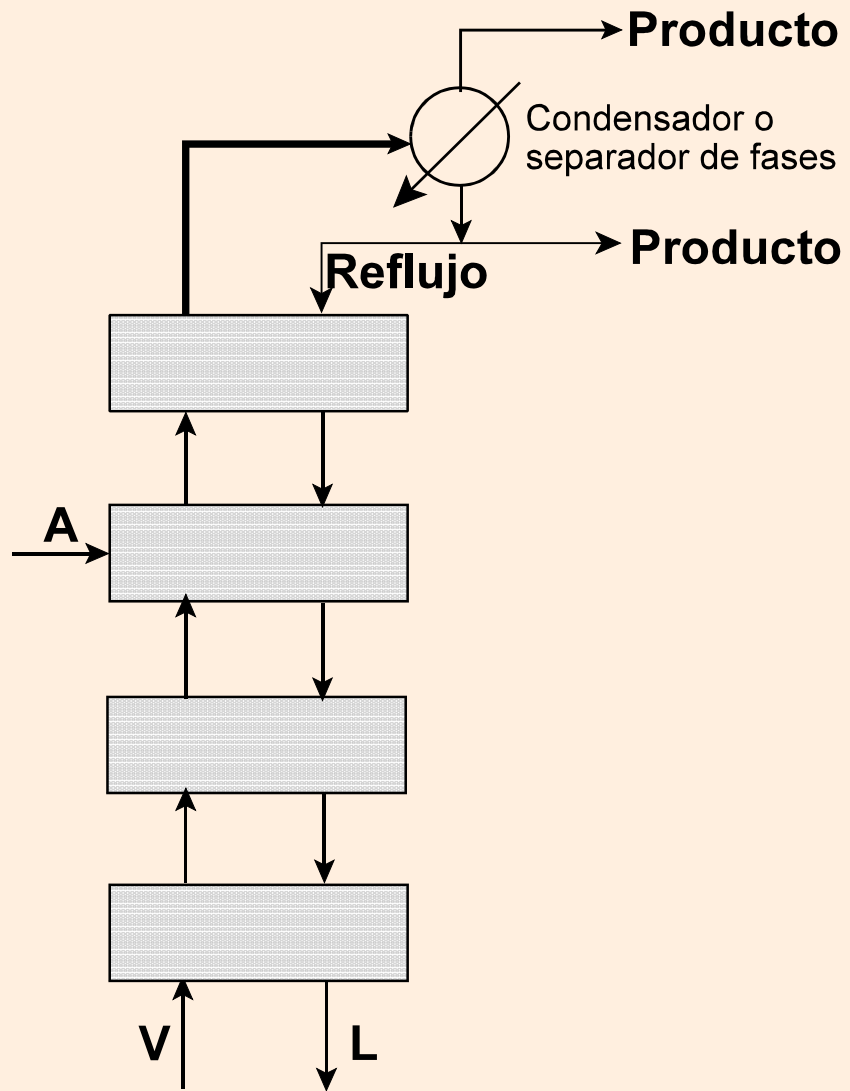 Producto
Condensador o
separador de fases
Producto
Reflujo
A
V
L